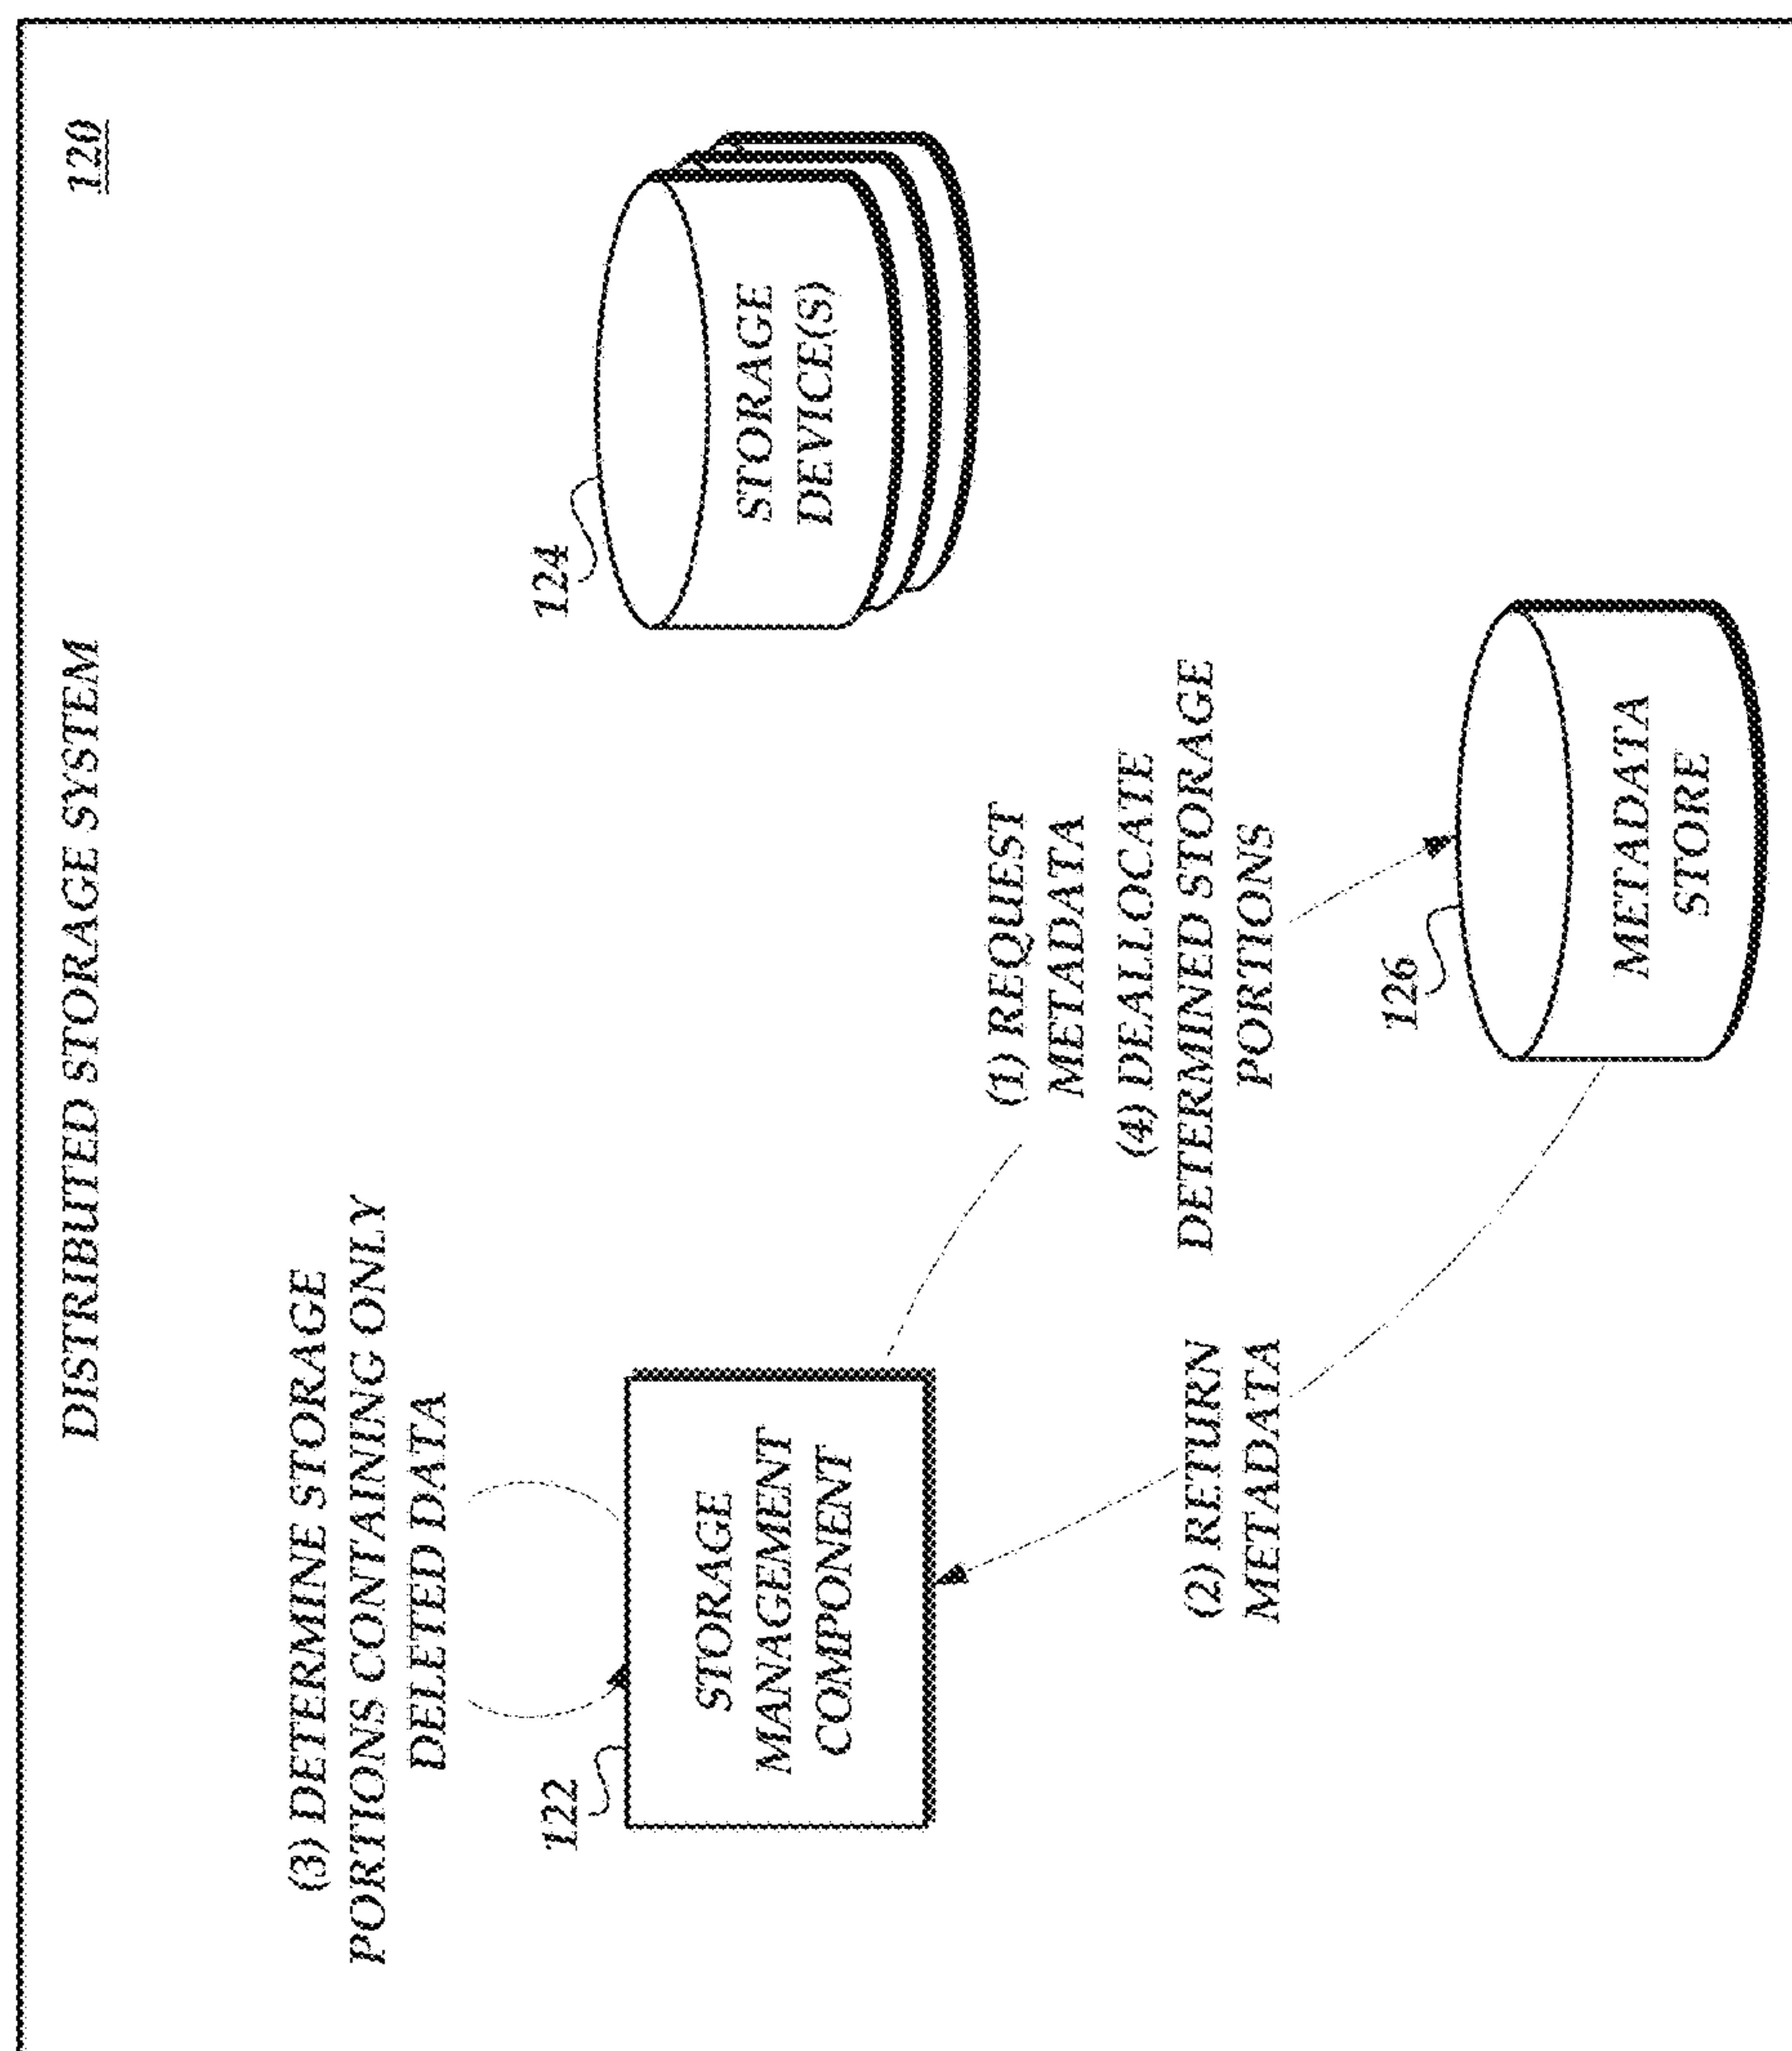 DISTRIBUTED STORAGE SYSTEM
120
(3) DETERMINE STORAGE
PORTIONS CONTAINING ONLY
DELETED DATA
122
STORAGE
MANAGEMENT
COMPONENT
124
STORAGE
DEVICE(S)
(1) REQUEST
METADATA
(4) DEALLOCATE
DETERMINED STORAGE
PORTIONS
(2) RETURN
METADATA
126
METADATA
STORE